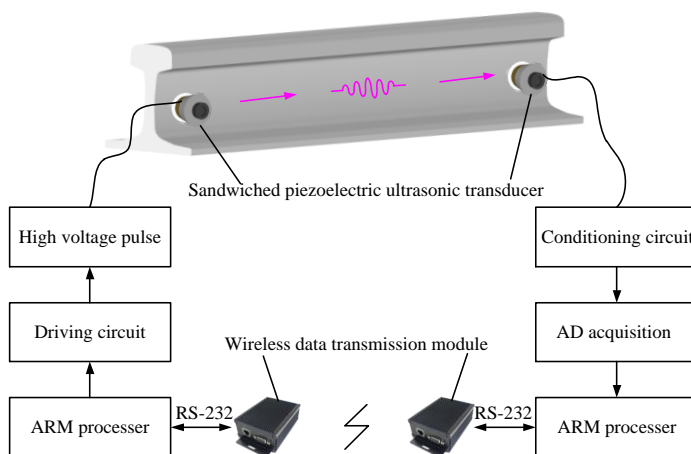 Sandwiched piezoelectric ultrasonic transducer
High voltage pulse
Conditioning circuit
Driving circuit
AD acquisition
Wireless data transmission module
ARM processer
RS-232
RS-232
ARM processer